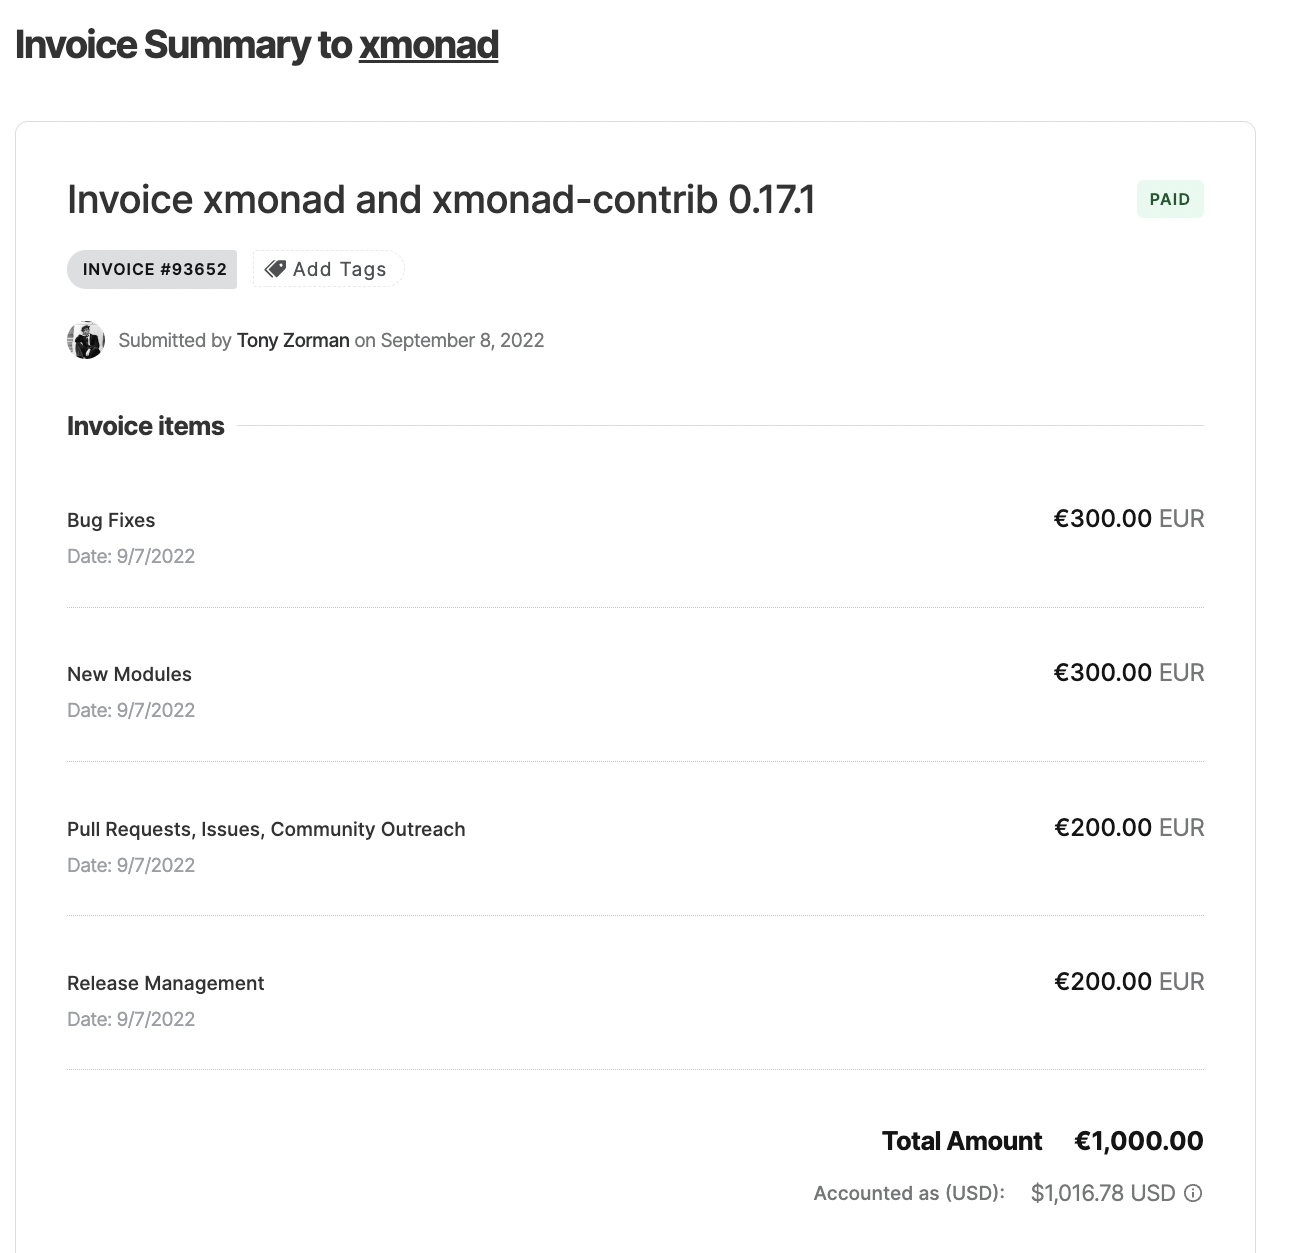 Invoice Summary to xmonad
Invoice xmonad and xmonad-contrib 0.17.1
PAID
INVOICE #93652
Add Tags
Submitted by Tony Zorman on September 8, 2022
Invoice items
Bug Fixes
€300.00 EUR
Date: 9/7/2022
New Modules
€300.00 EUR
Date: 9/7/2022
Pull Requests, Issues, Community Outreach
€200.00 EUR
Date: 9/7/2022
Release Management
€200.00 EUR
Date: 9/7/2022
Total Amount €1,000.00
Accounted as (USD): $1,016.78 USD